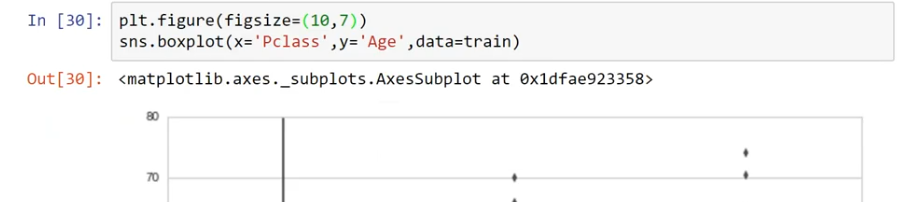 In [30]: plt.figure(figsize=(10,7))
sns.boxplot(x='Pclass',y='Age',data=train)
Out[30]: <matplotlib.axes._subplots.AxesSubplot at 0x1dfae923358>
80
70